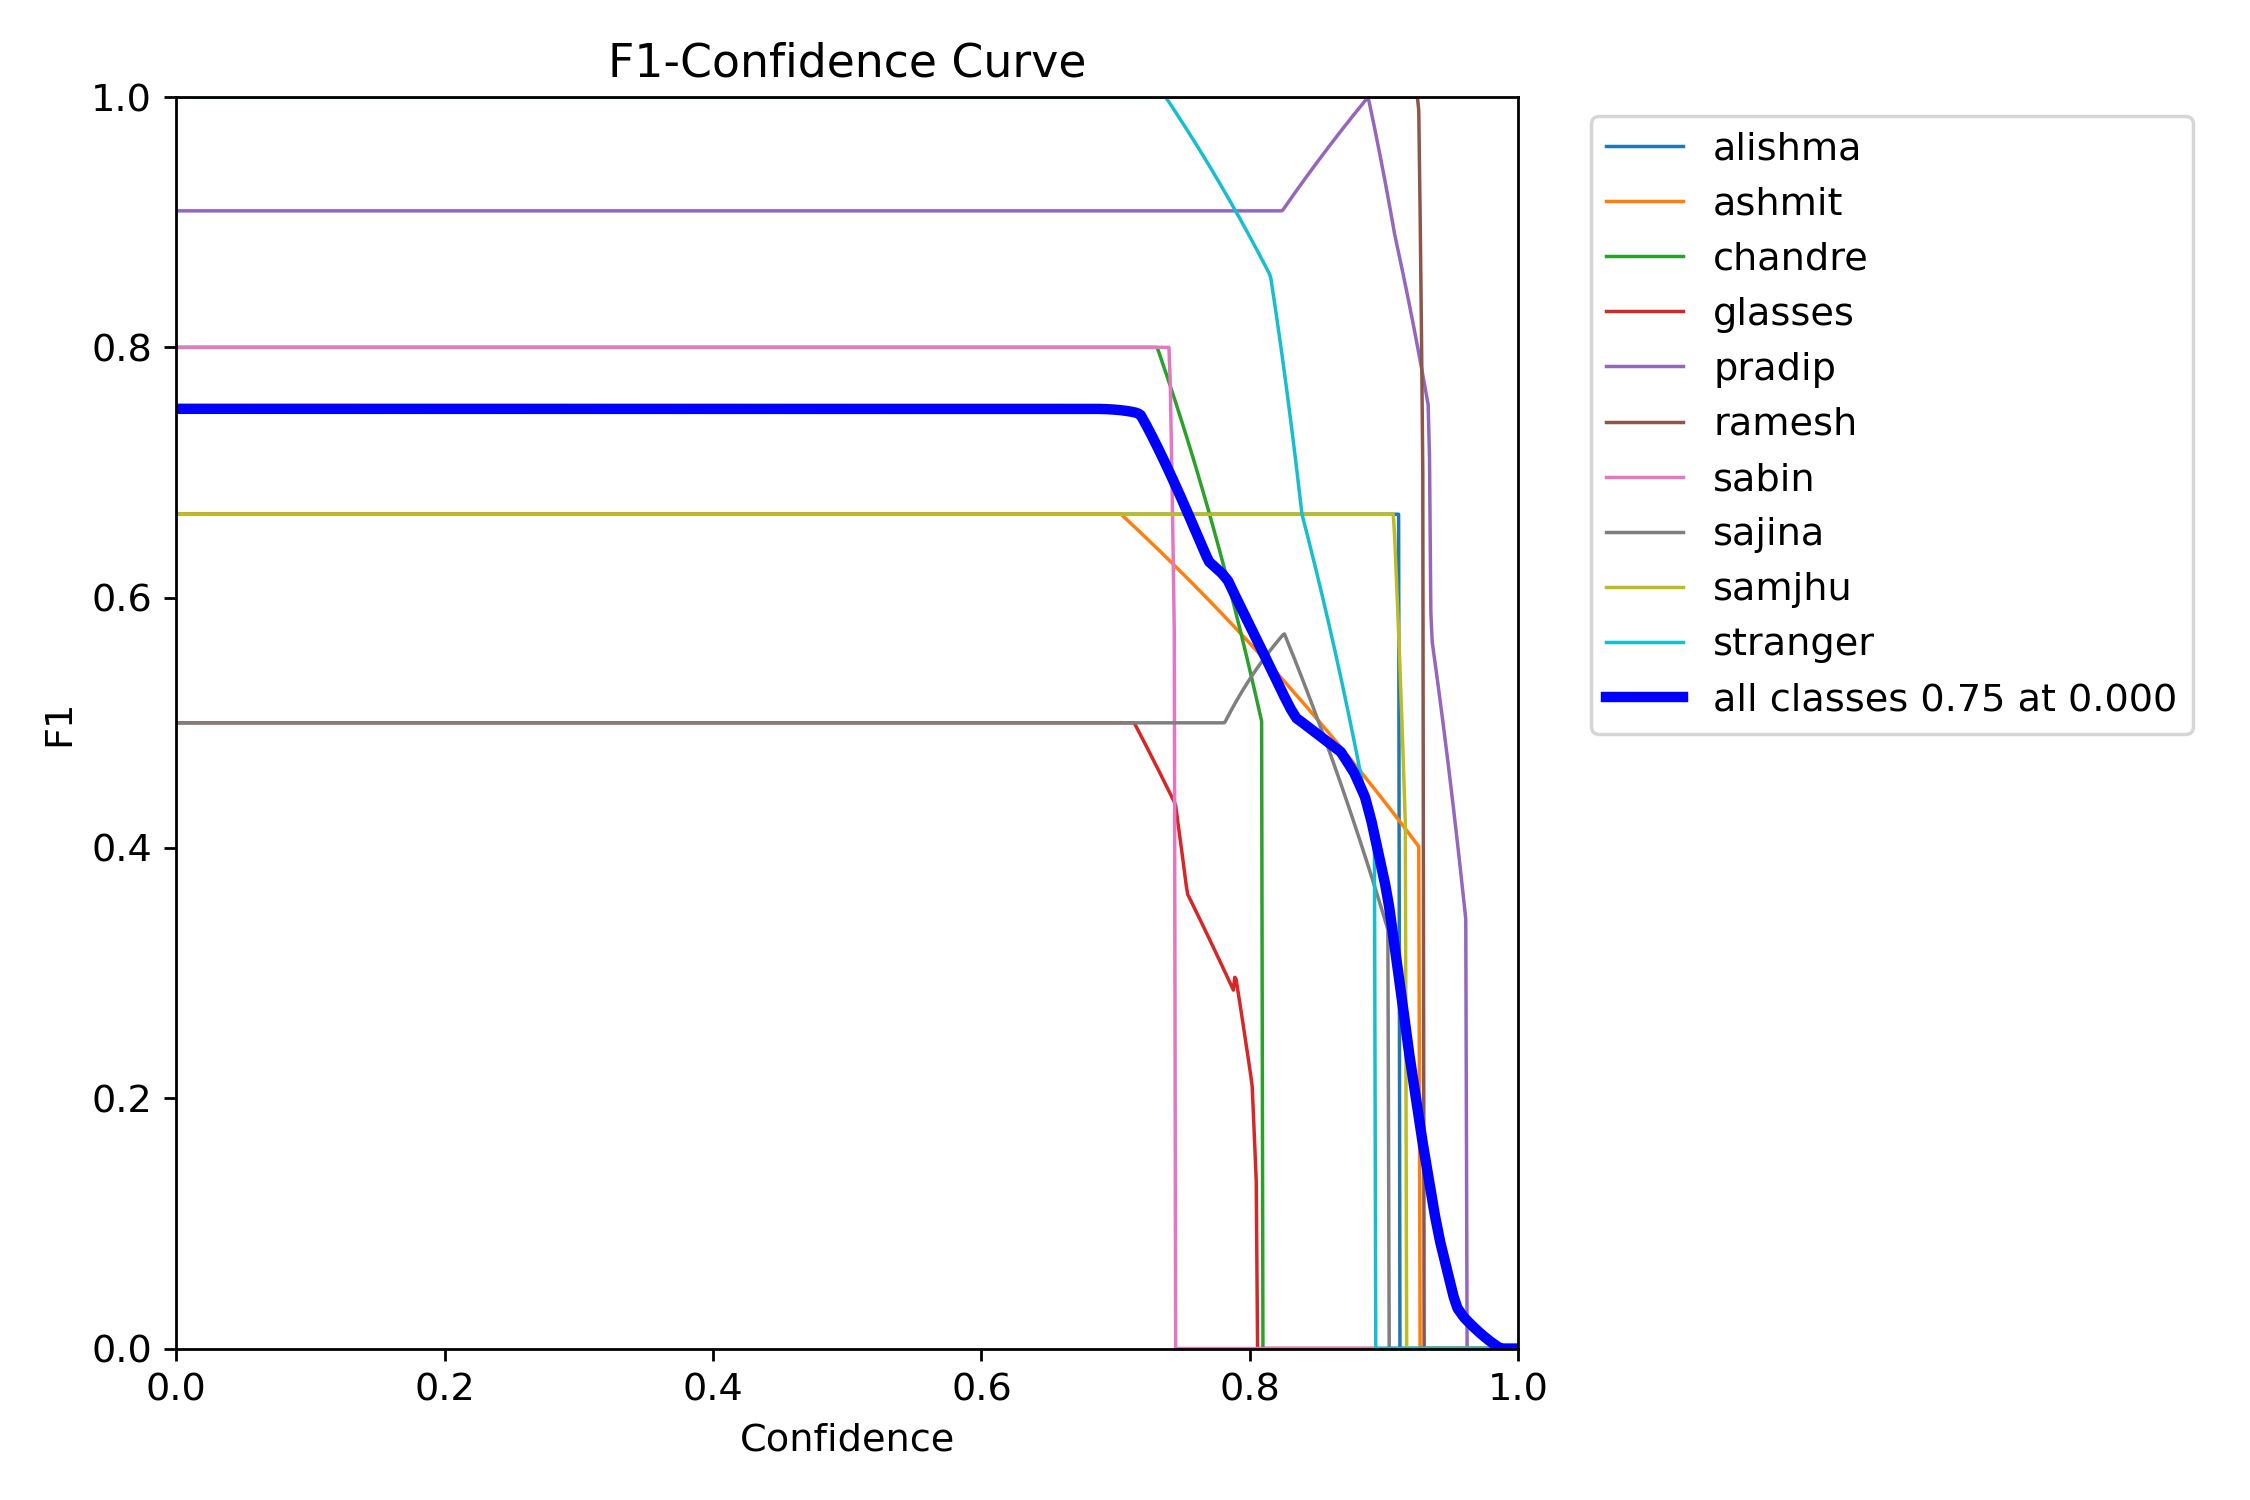 F1-Confidence Curve
1.0
0.8
0.6
0.4
0.2
0.0
F1
0.0 0.2 0.4 0.6 0.8 1.0
Confidence
alishma
ashmit
chandre
glasses
pradip
ramesh
sabin
sajina
samjhu
stranger
all classes 0.75 at 0.000